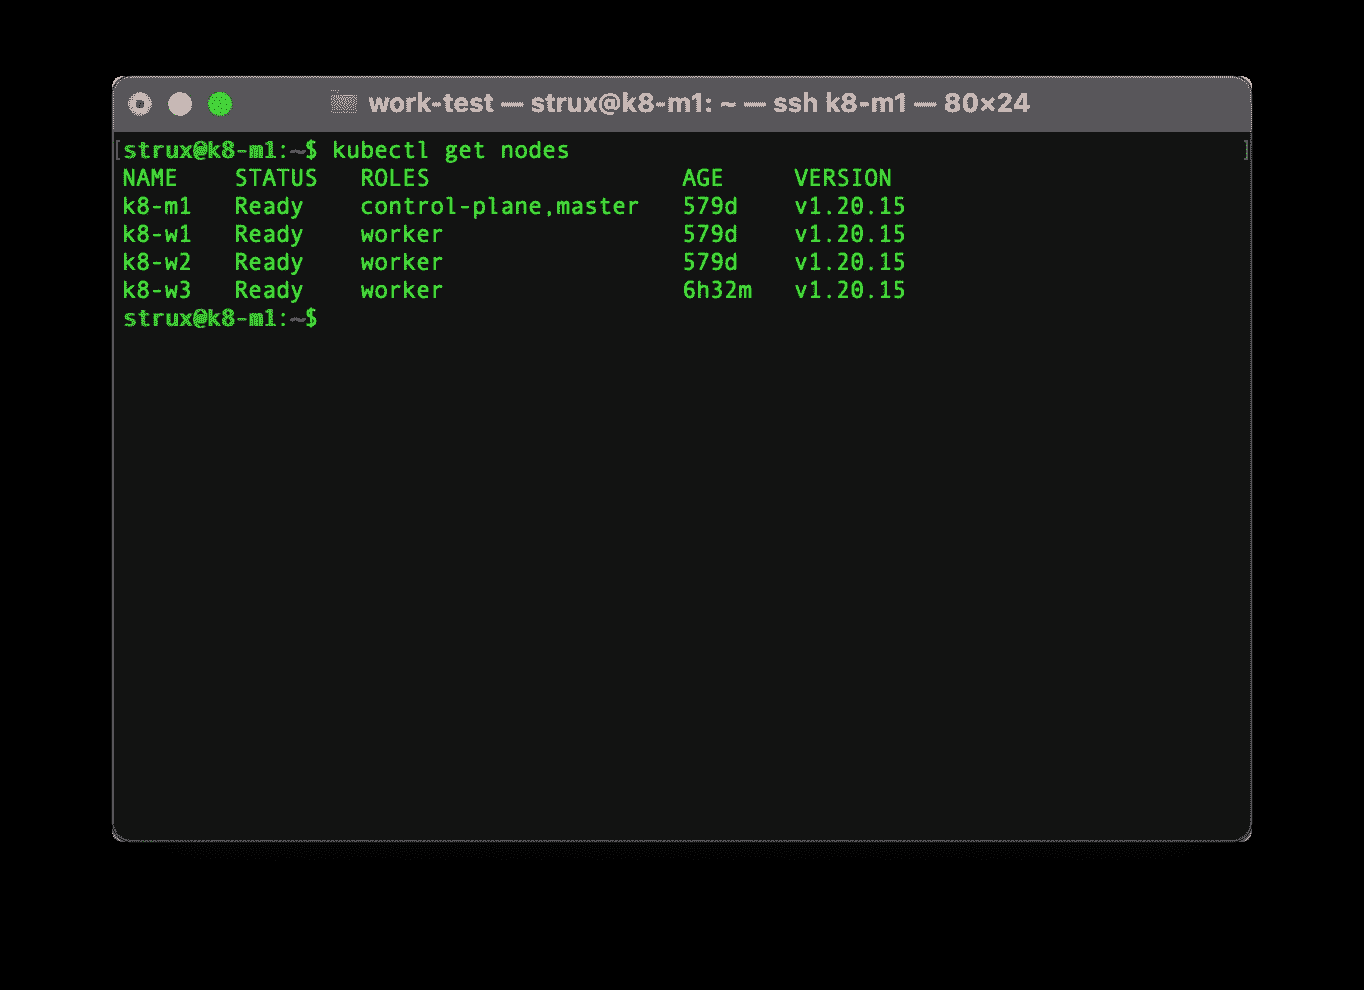 work-test — strux@k8-m1: ~ — ssh k8-m1 — 80×24
[strux@k8-m1:~$ kubectl get nodes ]
NAME STATUS ROLES AGE VERSION
k8-m1 Ready control-plane,master 579d v1.20.15
k8-w1 Ready worker 579d v1.20.15
k8-w2 Ready worker 579d v1.20.15
k8-w3 Ready worker 6h32m v1.20.15
strux@k8-m1:~$